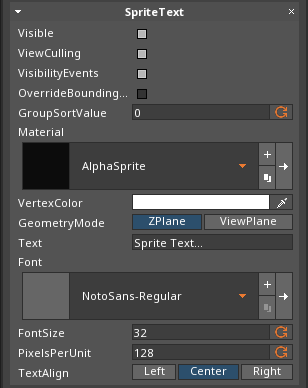 SpriteText
Visible
ViewCulling
VisibilityEvents
OverrideBounding...
GroupSortValue 0
Material
AlphaSprite
VertexColor
GeometryMode ZPlane ViewPlane
Text Sprite Text...
Font
NotoSans-Regular
FontSize 32
PixelsPerUnit 128
TextAlign Left Center Right